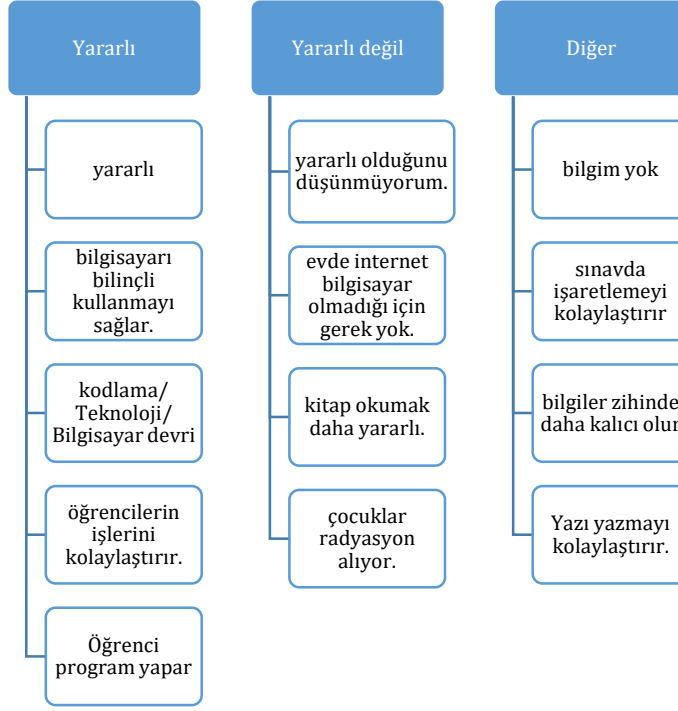 Yararlı
yararlı
bilgisayarı
bilinçli
kullanmayı
sağlar.
kodlama/
Teknoloji/
Bilgisayar devri
öğrencilerin
işlerini
kolaylaştırır.
Öğrenci
program yapar
Yararlı değil
yararlı olduğunu
düşünmüyorum.
evde internet
bilgisayar
olmadığı için
gerek yok.
kitap okumak
daha yararlı.
çocuklar
radyasyon
alıyor.
Diğer
bilgim yok
sınavda
işaretlemeyi
kolaylaştırır
bilgiler zihinde
daha kalıcı olur
Yazı yazmayı
kolaylaştırır.